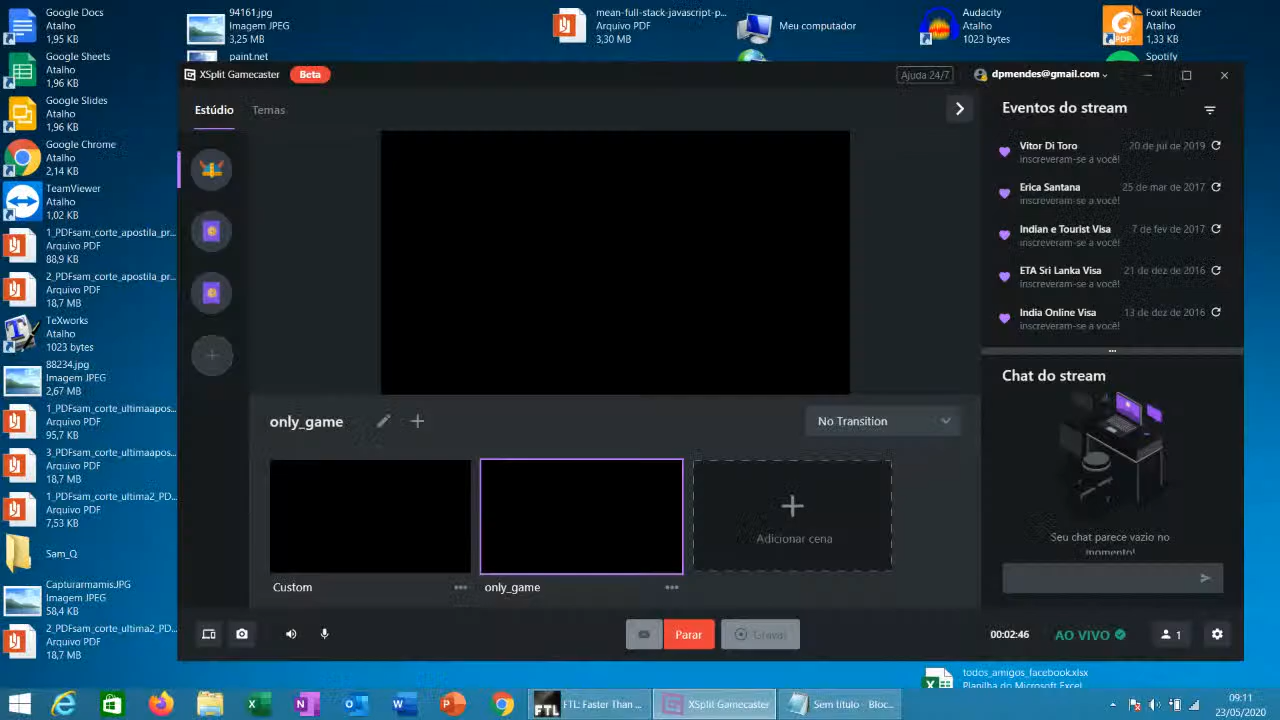 Google Docs
Atalho
1,95 KB
94161.jpg
Imagem JPEG
3,25 MB
mean-full-stack-javascript-p...
Arquivo PDF
3,30 MB
Meu computador
Audacity
Atalho
1023 bytes
Foxit Reader
Atalho
1,33 KB
Google Sheets
Atalho
1,96 KB
paint.net
Spotify
Google Slides
Atalho
1,96 KB
Google Chrome
Atalho
2,14 KB
TeamViewer
Atalho
1,02 KB
1_PDFsam_corte_apostila_pr...
Arquivo PDF
88,9 KB
2_PDFsam_corte_apostila_pr...
Arquivo PDF
18,7 MB
TeXworks
Atalho
1023 bytes
88234.jpg
Imagem JPEG
2,67 MB
1_PDFsam_corte_ultimaapos...
Arquivo PDF
95,7 KB
3_PDFsam_corte_ultimaapos...
Arquivo PDF
18,7 MB
1_PDFsam_corte_ultima2_PD...
Arquivo PDF
7,53 KB
Sam_Q
Capturarmamis.JPG
Imagem JPEG
58,4 KB
2_PDFsam_corte_ultima2_PD...
Arquivo PDF
18,7 MB
XSplit Gamecaster
Beta
Ajuda 24/7
dpmendes@gmail.com
Estúdio
Temas
Eventos do stream
Vitor Di Toro
20 de jul de 2019
inscreveram-se a você!
Erica Santana
25 de mar de 2017
inscreveram-se a você!
Indian e Tourist Visa
7 de fev de 2017
inscreveram-se a você!
ETA Sri Lanka Visa
21 de dez de 2016
inscreveram-se a você!
India Online Visa
13 de dez de 2016
inscreveram-se a você!
Chat do stream
Seu chat parece vazio no
momento!
only_game
No Transition
Adicionar cena
Custom
only_game
Parar
Gravar
00:02:46
AO VIVO
1
todos_amigos_facebook.xlsx
Planilha do Microsoft Excel
FTL
FTL: Faster Than ...
XSplit Gamecaster
Sem título - Bloc...
09:11
23/05/2020